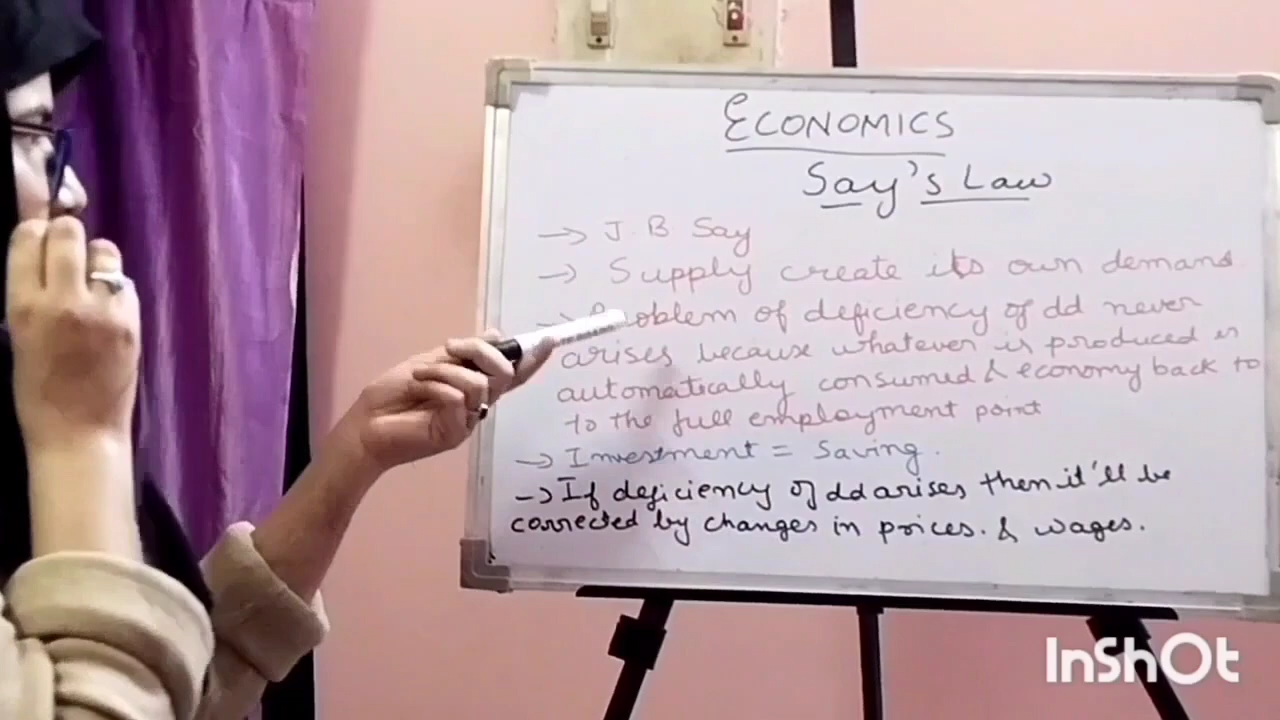 ECONOMICS
Say's Law
→ J.B Say
→ Supply create its own demand
→ Problem of deficiency of dd never
arises because whatever is produced is
automatically consumed & economy back to
to the full employment point
→ Investment = Saving.
→ If deficiency of dd arises then it'll be
corrected by changes in prices. & wages.
InShOt